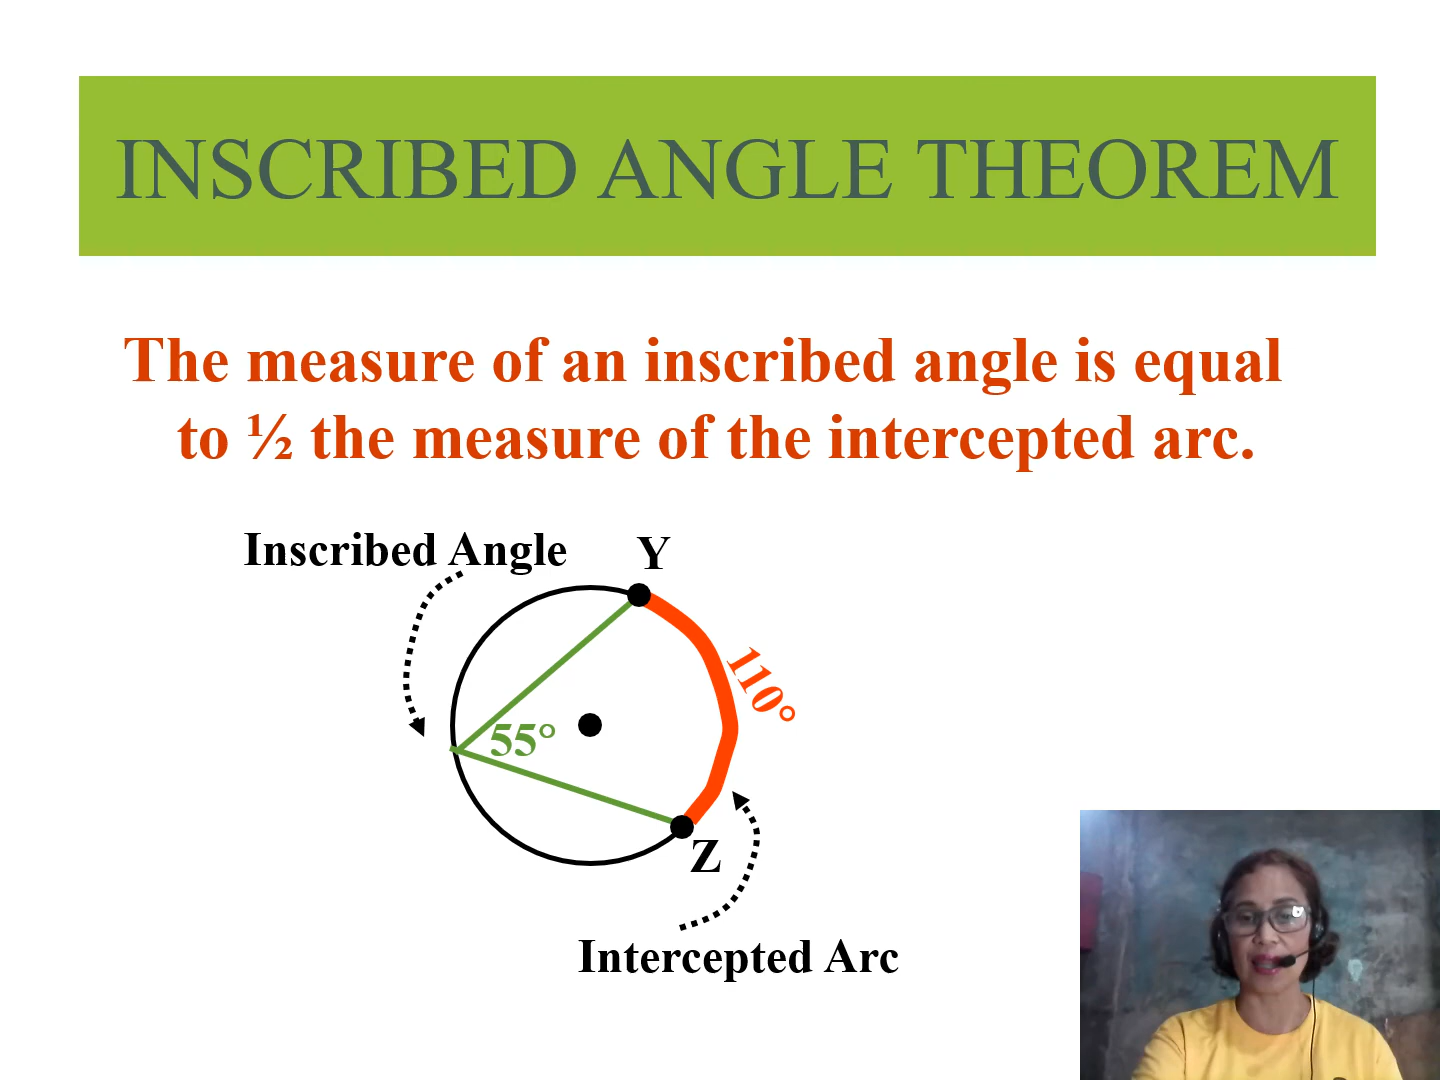 INSCRIBED ANGLE THEOREM
The measure of an inscribed angle is equal
to ½ the measure of the intercepted arc.
Inscribed Angle
Y
110°
55°
Z
Intercepted Arc